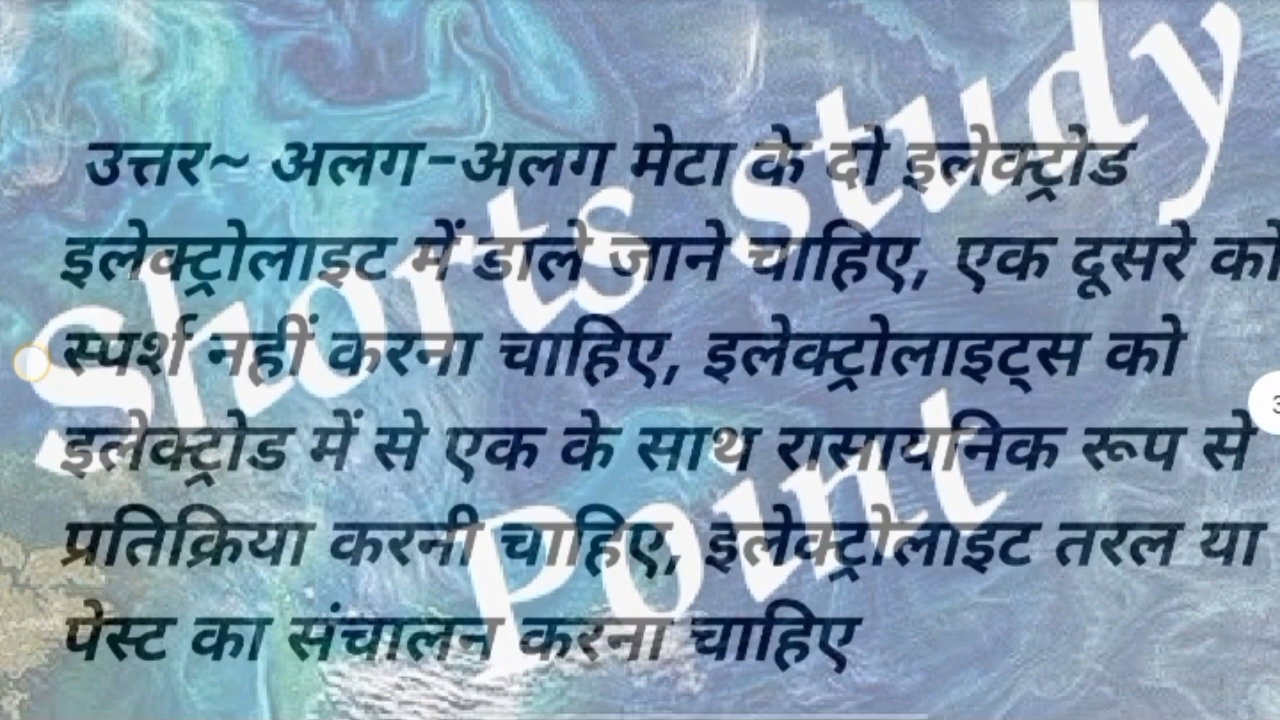 उत्तर~ अलग-अलग मेटा के दो इलेक्ट्रोड
इलेक्ट्रोलाइट में डाले जाने चाहिए, एक दूसरे को
स्पर्श नहीं करना चाहिए, इलेक्ट्रोलाइट्स को
इलेक्ट्रोड में से एक के साथ रासायनिक रूप से
प्रतिक्रिया करनी चाहिए, इलेक्ट्रोलाइट तरल या
पेस्ट का संचालन करना चाहिए
Shorts study
Point
3